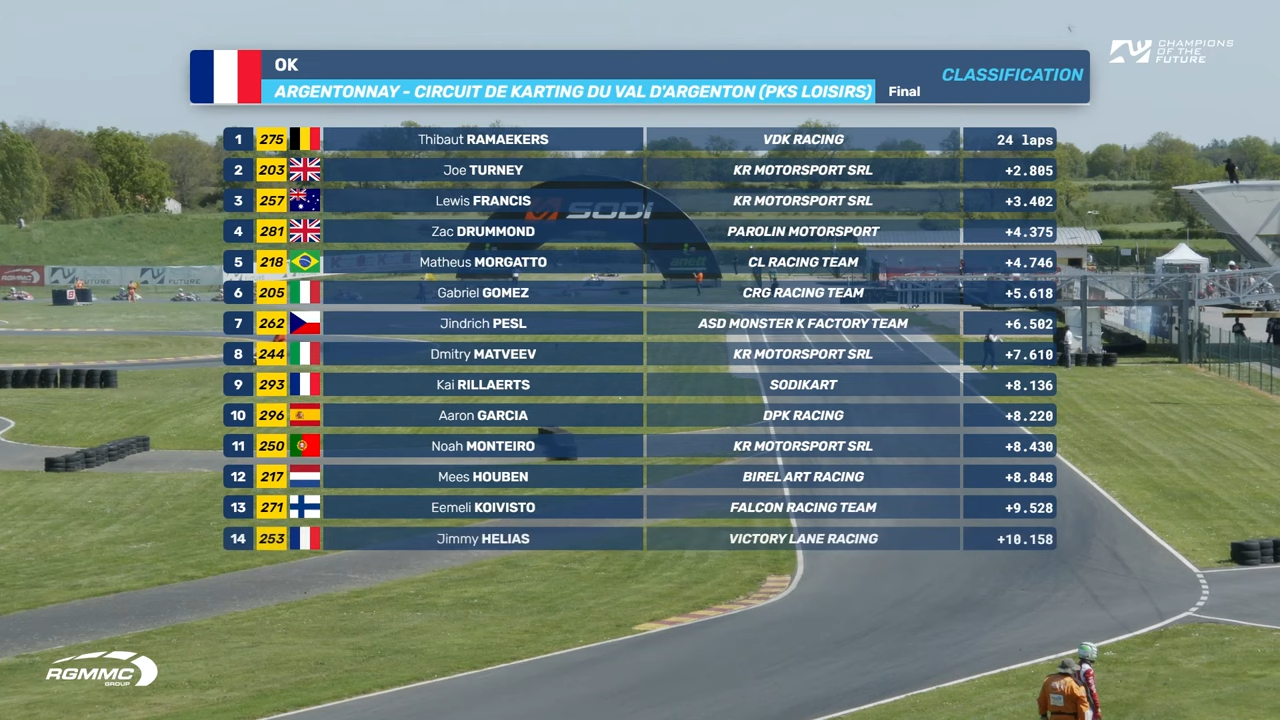 OK
ARGENTONNAY - CIRCUIT DE KARTING DU VAL D'ARGENTON (PKS LOISIRS) Final CLASSIFICATION
CHAMPIONS
OF THE
FUTURE
1 275 Thibaut RAMAEKERS VDK RACING 24 laps
2 203 Joe TURNEY KR MOTORSPORT SRL +2.805
3 257 Lewis FRANCIS KR MOTORSPORT SRL +3.402
4 281 Zac DRUMMOND PAROLIN MOTORSPORT +4.375
5 218 Matheus MORGATTO CL RACING TEAM +4.746
6 205 Gabriel GOMEZ CRG RACING TEAM +5.618
7 262 Jindrich PESL ASD MONSTER K FACTORY TEAM +6.502
8 244 Dmitry MATVEEV KR MOTORSPORT SRL +7.610
9 293 Kai RILLAERTS SODIKART +8.136
10 296 Aaron GARCIA DPK RACING +8.220
11 250 Noah MONTEIRO KR MOTORSPORT SRL +8.430
12 217 Mees HOUBEN BIREL ART RACING +8.848
13 271 Eemeli KOIVISTO FALCON RACING TEAM +9.528
14 253 Jimmy HELIAS VICTORY LANE RACING +10.158
SODI
RGMMC
GROUP